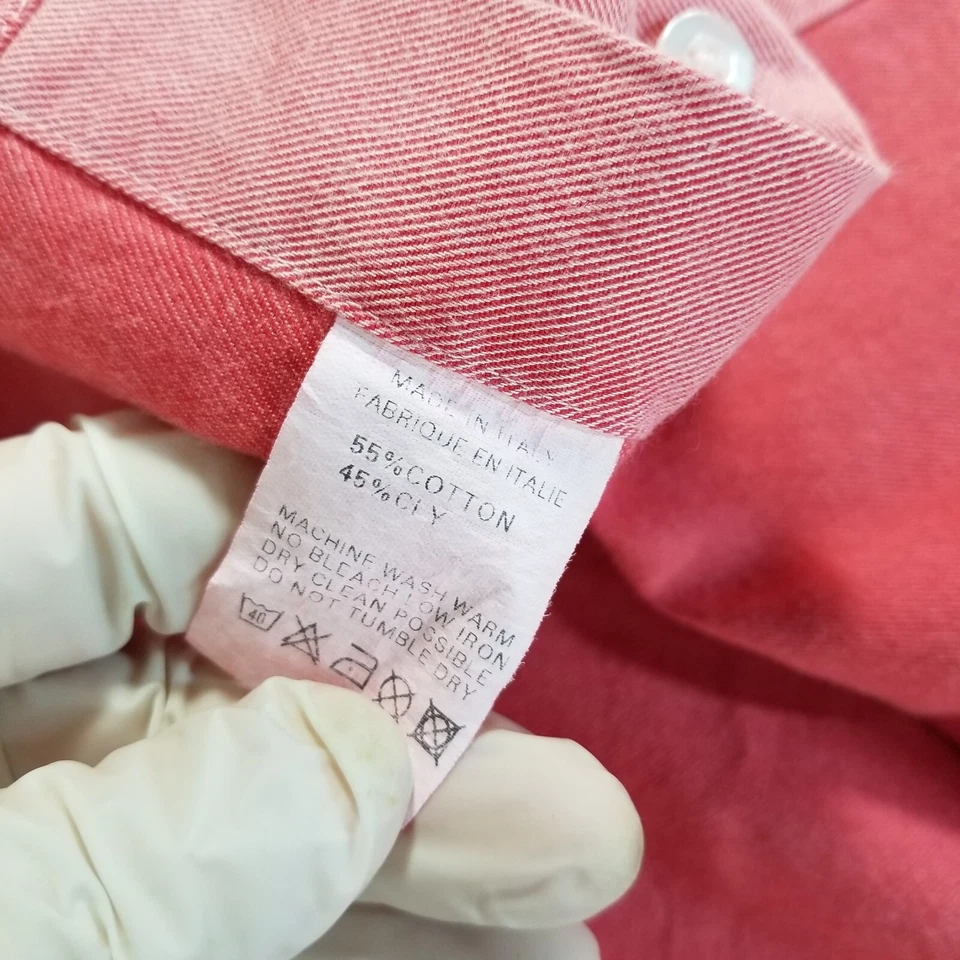 MADE IN ITALY
FABRIQUE EN ITALIE
55% COTTON
45% CLY
MACHINE WASH WARM
NO BLEACH LOW IRON
DRY CLEAN POSSIBLE
DO NOT TUMBLE DRY
40